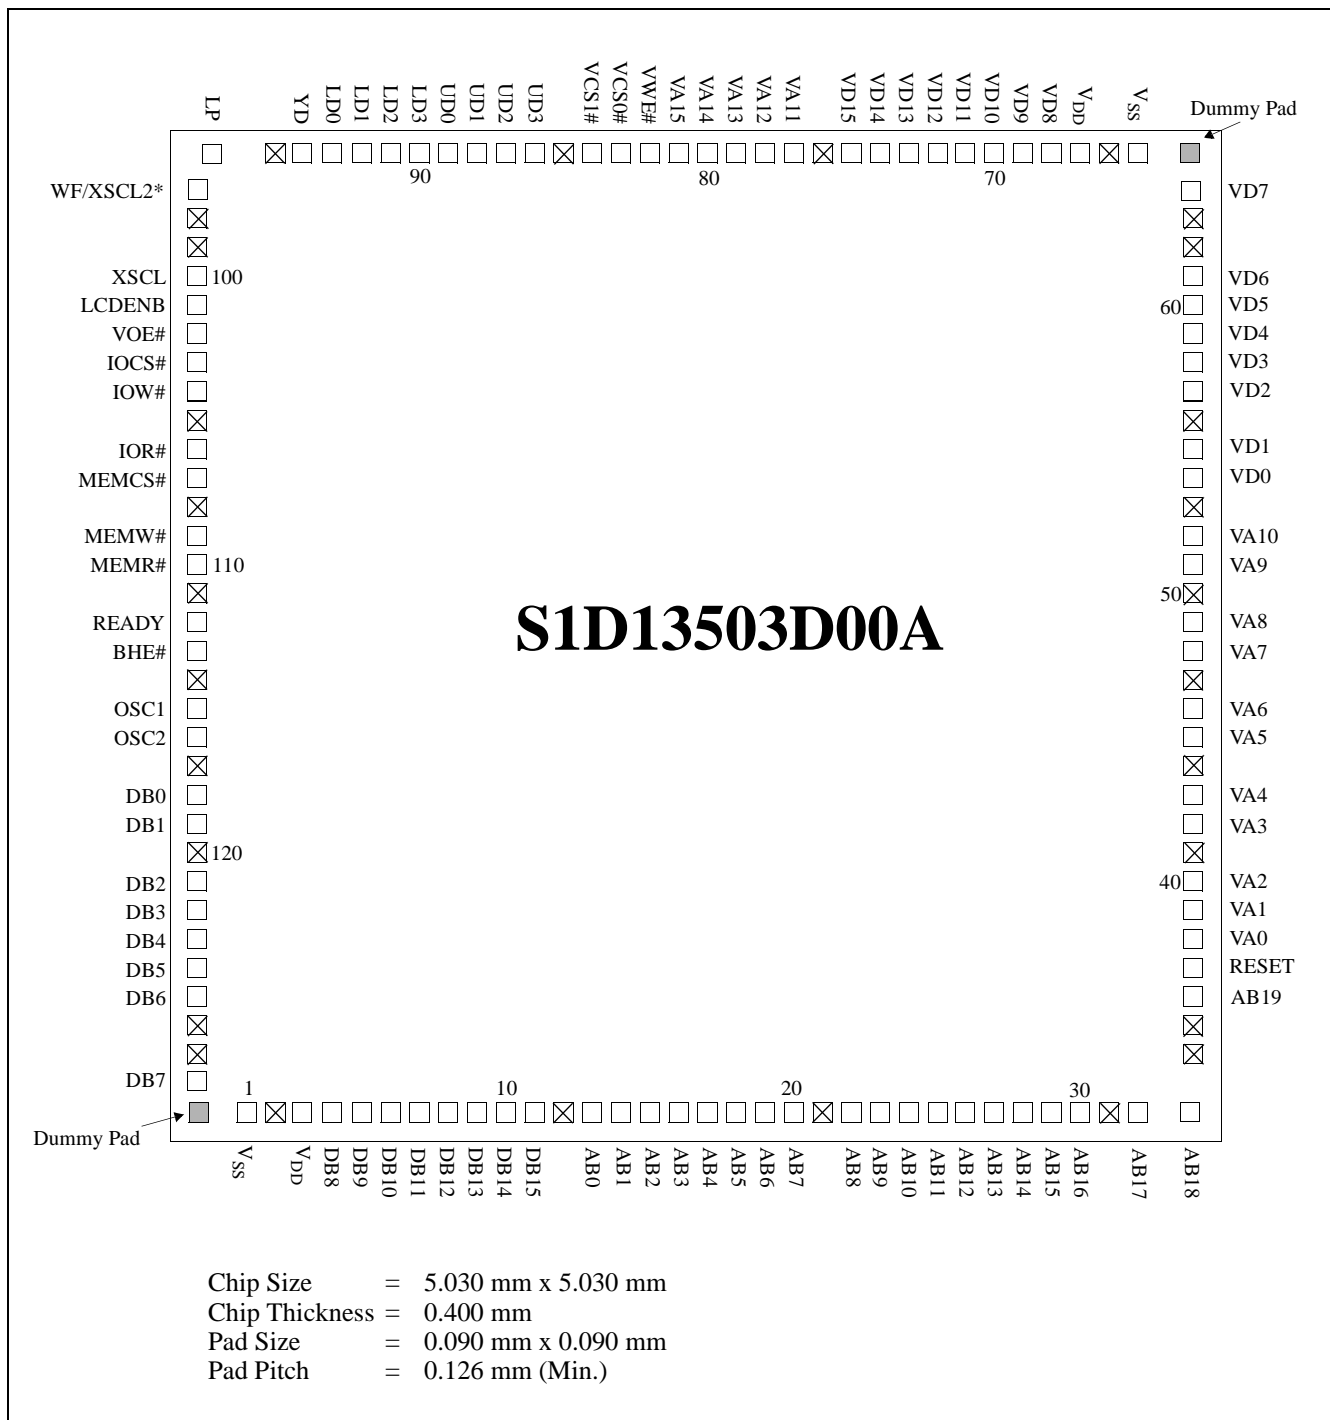 LP
YD
LD0
LD1
LD2
LD3
UD0
UD1
UD2
UD3
VCS1#
VCS0#
VWE#
VA15
VA14
VA13
VA12
VA11
VD15
VD14
VD13
VD12
VD11
VD10
VD9
VD8
VDD
VSS
Dummy Pad
90
80
70
WF/XSCL2*
XSCL
100
LCDENB
VOE#
IOCS#
IOW#
IOR#
MEMCS#
MEMW#
MEMR#
110
READY
BHE#
OSC1
OSC2
DB0
DB1
120
DB2
DB3
DB4
DB5
DB6
DB7
Dummy Pad
S1D13503D00A
VD7
VD6
60
VD5
VD4
VD3
VD2
VD1
VD0
VA10
VA9
50
VA8
VA7
VA6
VA5
VA4
VA3
40
VA2
VA1
VA0
RESET
AB19
1
10
20
30
VSS
VDD
DB8
DB9
DB10
DB11
DB12
DB13
DB14
DB15
AB0
AB1
AB2
AB3
AB4
AB5
AB6
AB7
AB8
AB9
AB10
AB11
AB12
AB13
AB14
AB15
AB16
AB17
AB18
Chip Size = 5.030 mm x 5.030 mm
Chip Thickness = 0.400 mm
Pad Size = 0.090 mm x 0.090 mm
Pad Pitch = 0.126 mm (Min.)